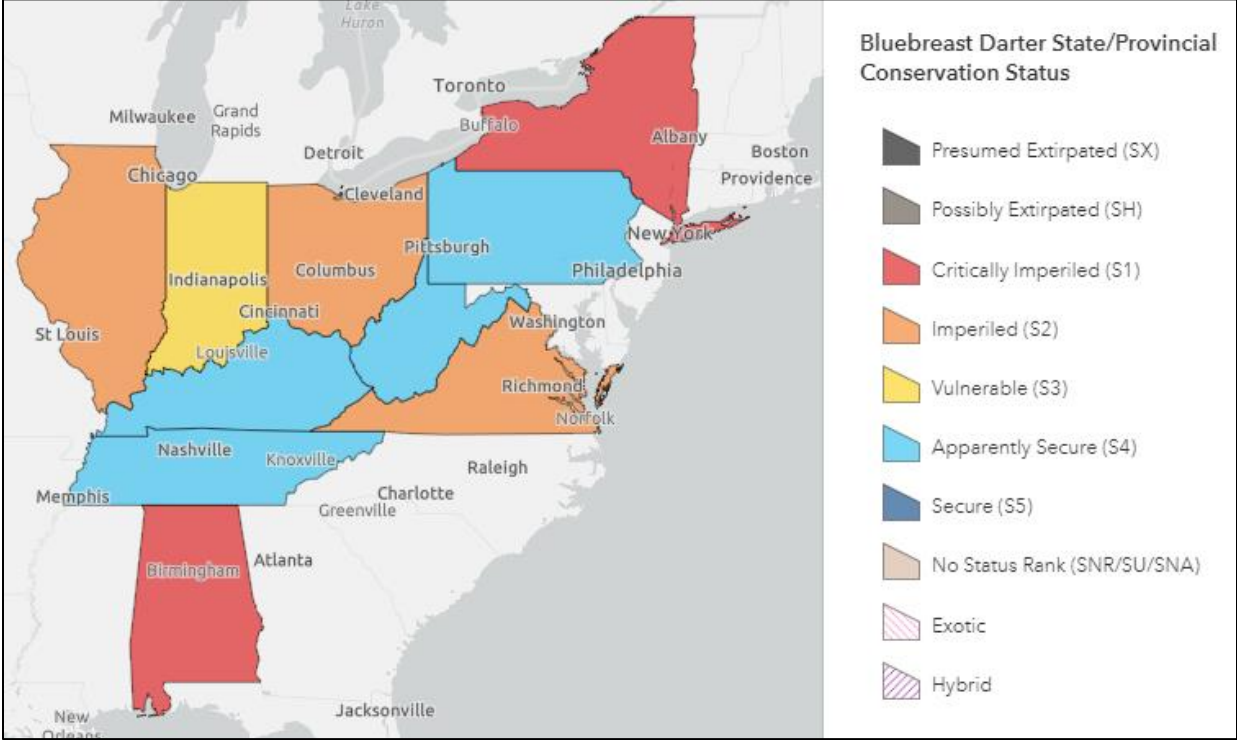 Lake
Huron
Toronto
Milwaukee
Grand
Rapids
Buffalo
Albany
Detroit
Boston
Chicago
Providence
Cleveland
New York
Pittsburgh
Columbus
Philadelphia
Indianapolis
Cincinnati
Washington
St Louis
Louisville
Richmond
Norfolk
Nashville
Knoxville
Raleigh
Memphis
Charlotte
Greenville
Atlanta
Birmingham
Jacksonville
New
Orleans
Bluebreast Darter State/Provincial
Conservation Status
Presumed Extirpated (SX)
Possibly Extirpated (SH)
Critically Imperiled (S1)
Imperiled (S2)
Vulnerable (S3)
Apparently Secure (S4)
Secure (S5)
No Status Rank (SNR/SU/SNA)
Exotic
Hybrid